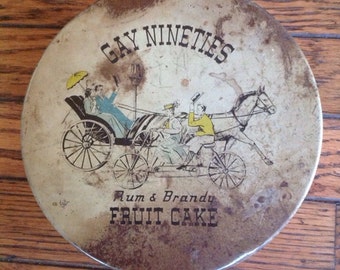 GAY NINETIES
Rum & Brandy
FRUIT CAKE